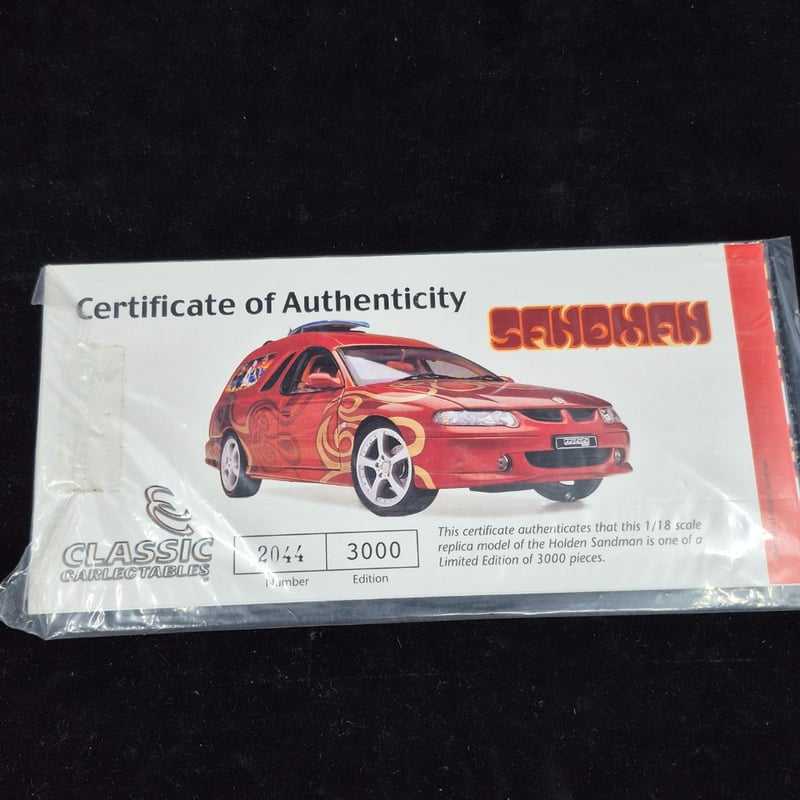 Certificate of Authenticity
SANDMAN
CLASSIC
CARLECTABLES
2044 3000
Number Edition
This certificate authenticates that this 1/18 scale
replica model of the Holden Sandman is one of a
Limited Edition of 3000 pieces.